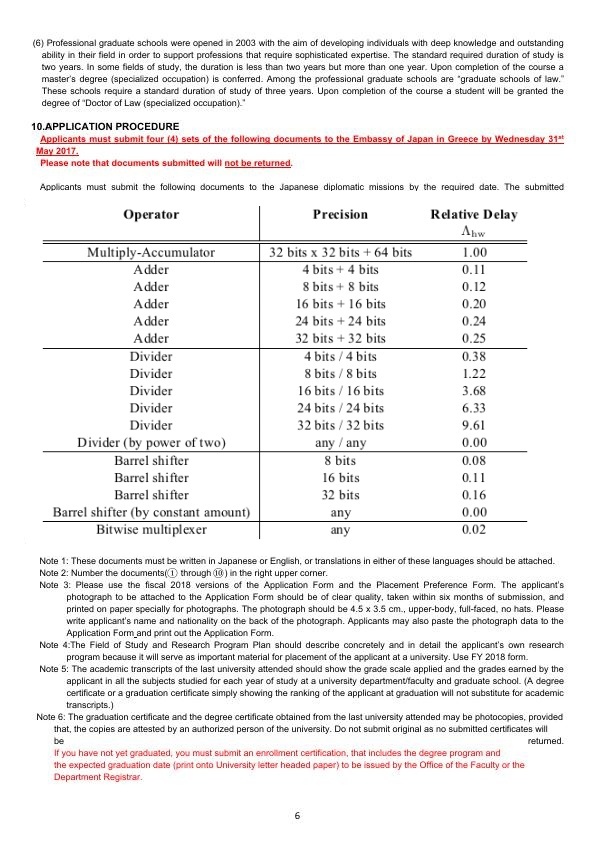 (6) Professional graduate schools were opened in 2003 with the aim of developing individuals with deep knowledge and outstanding
ability in their field in order to support professions that require sophisticated expertise. The standard required duration of study is
two years. In some fields of study, the duration is less than two years but more than one year. Upon completion of the course a
master's degree (specialized occupation) is conferred. Among the professional graduate schools are "graduate schools of law."
These schools require a standard duration of study of three years. Upon completion of the course a student will be granted the
degree of "Doctor of Law (specialized occupation)."
10.APPLICATION PROCEDURE
Applicants must submit four (4) sets of the following documents to the Embassy of Japan in Greece by Wednesday 31st
May 2017.
Please note that documents submitted will not be returned.
Applicants must submit the following documents to the Japanese diplomatic missions by the required date. The submitted
Operator Precision Relative Delay
Λhw
Multiply-Accumulator 32 bits x 32 bits + 64 bits 1.00
Adder 4 bits + 4 bits 0.11
Adder 8 bits + 8 bits 0.12
Adder 16 bits + 16 bits 0.20
Adder 24 bits + 24 bits 0.24
Adder 32 bits + 32 bits 0.25
Divider 4 bits / 4 bits 0.38
Divider 8 bits / 8 bits 1.22
Divider 16 bits / 16 bits 3.68
Divider 24 bits / 24 bits 6.33
Divider 32 bits / 32 bits 9.61
Divider (by power of two) any / any 0.00
Barrel shifter 8 bits 0.08
Barrel shifter 16 bits 0.11
Barrel shifter 32 bits 0.16
Barrel shifter (by constant amount) any 0.00
Bitwise multiplexer any 0.02
Note 1: These documents must be written in Japanese or English, or translations in either of these languages should be attached.
Note 2: Number the documents(① through ⑩) in the right upper corner.
Note 3: Please use the fiscal 2018 versions of the Application Form and the Placement Preference Form. The applicant's
photograph to be attached to the Application Form should be of clear quality, taken within six months of submission, and
printed on paper specially for photographs. The photograph should be 4.5 x 3.5 cm., upper-body, full-faced, no hats. Please
write applicant's name and nationality on the back of the photograph. Applicants may also paste the photograph data to the
Application Form and print out the Application Form.
Note 4:The Field of Study and Research Program Plan should describe concretely and in detail the applicant's own research
program because it will serve as important material for placement of the applicant at a university. Use FY 2018 form.
Note 5: The academic transcripts of the last university attended should show the grade scale applied and the grades earned by the
applicant in all the subjects studied for each year of study at a university department/faculty and graduate school. (A degree
certificate or a graduation certificate simply showing the ranking of the applicant at graduation will not substitute for academic
transcripts.)
Note 6: The graduation certificate and the degree certificate obtained from the last university attended may be photocopies, provided
that, the copies are attested by an authorized person of the university. Do not submit original as no submitted certificates will
be returned.
If you have not yet graduated, you must submit an enrollment certification, that includes the degree program and
the expected graduation date (print onto University letter headed paper) to be issued by the Office of the Faculty or the
Department Registrar.
6